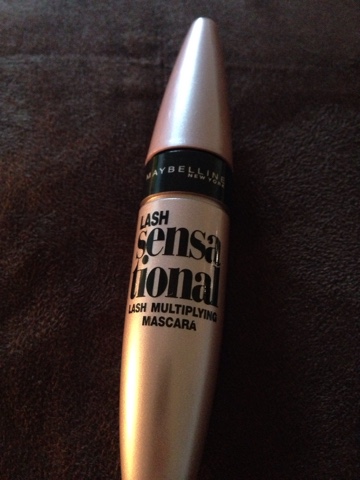 MAYBELLINE
NEW YORK
LASH
sensa
tional
LASH MULTIPLYING
MASCARA